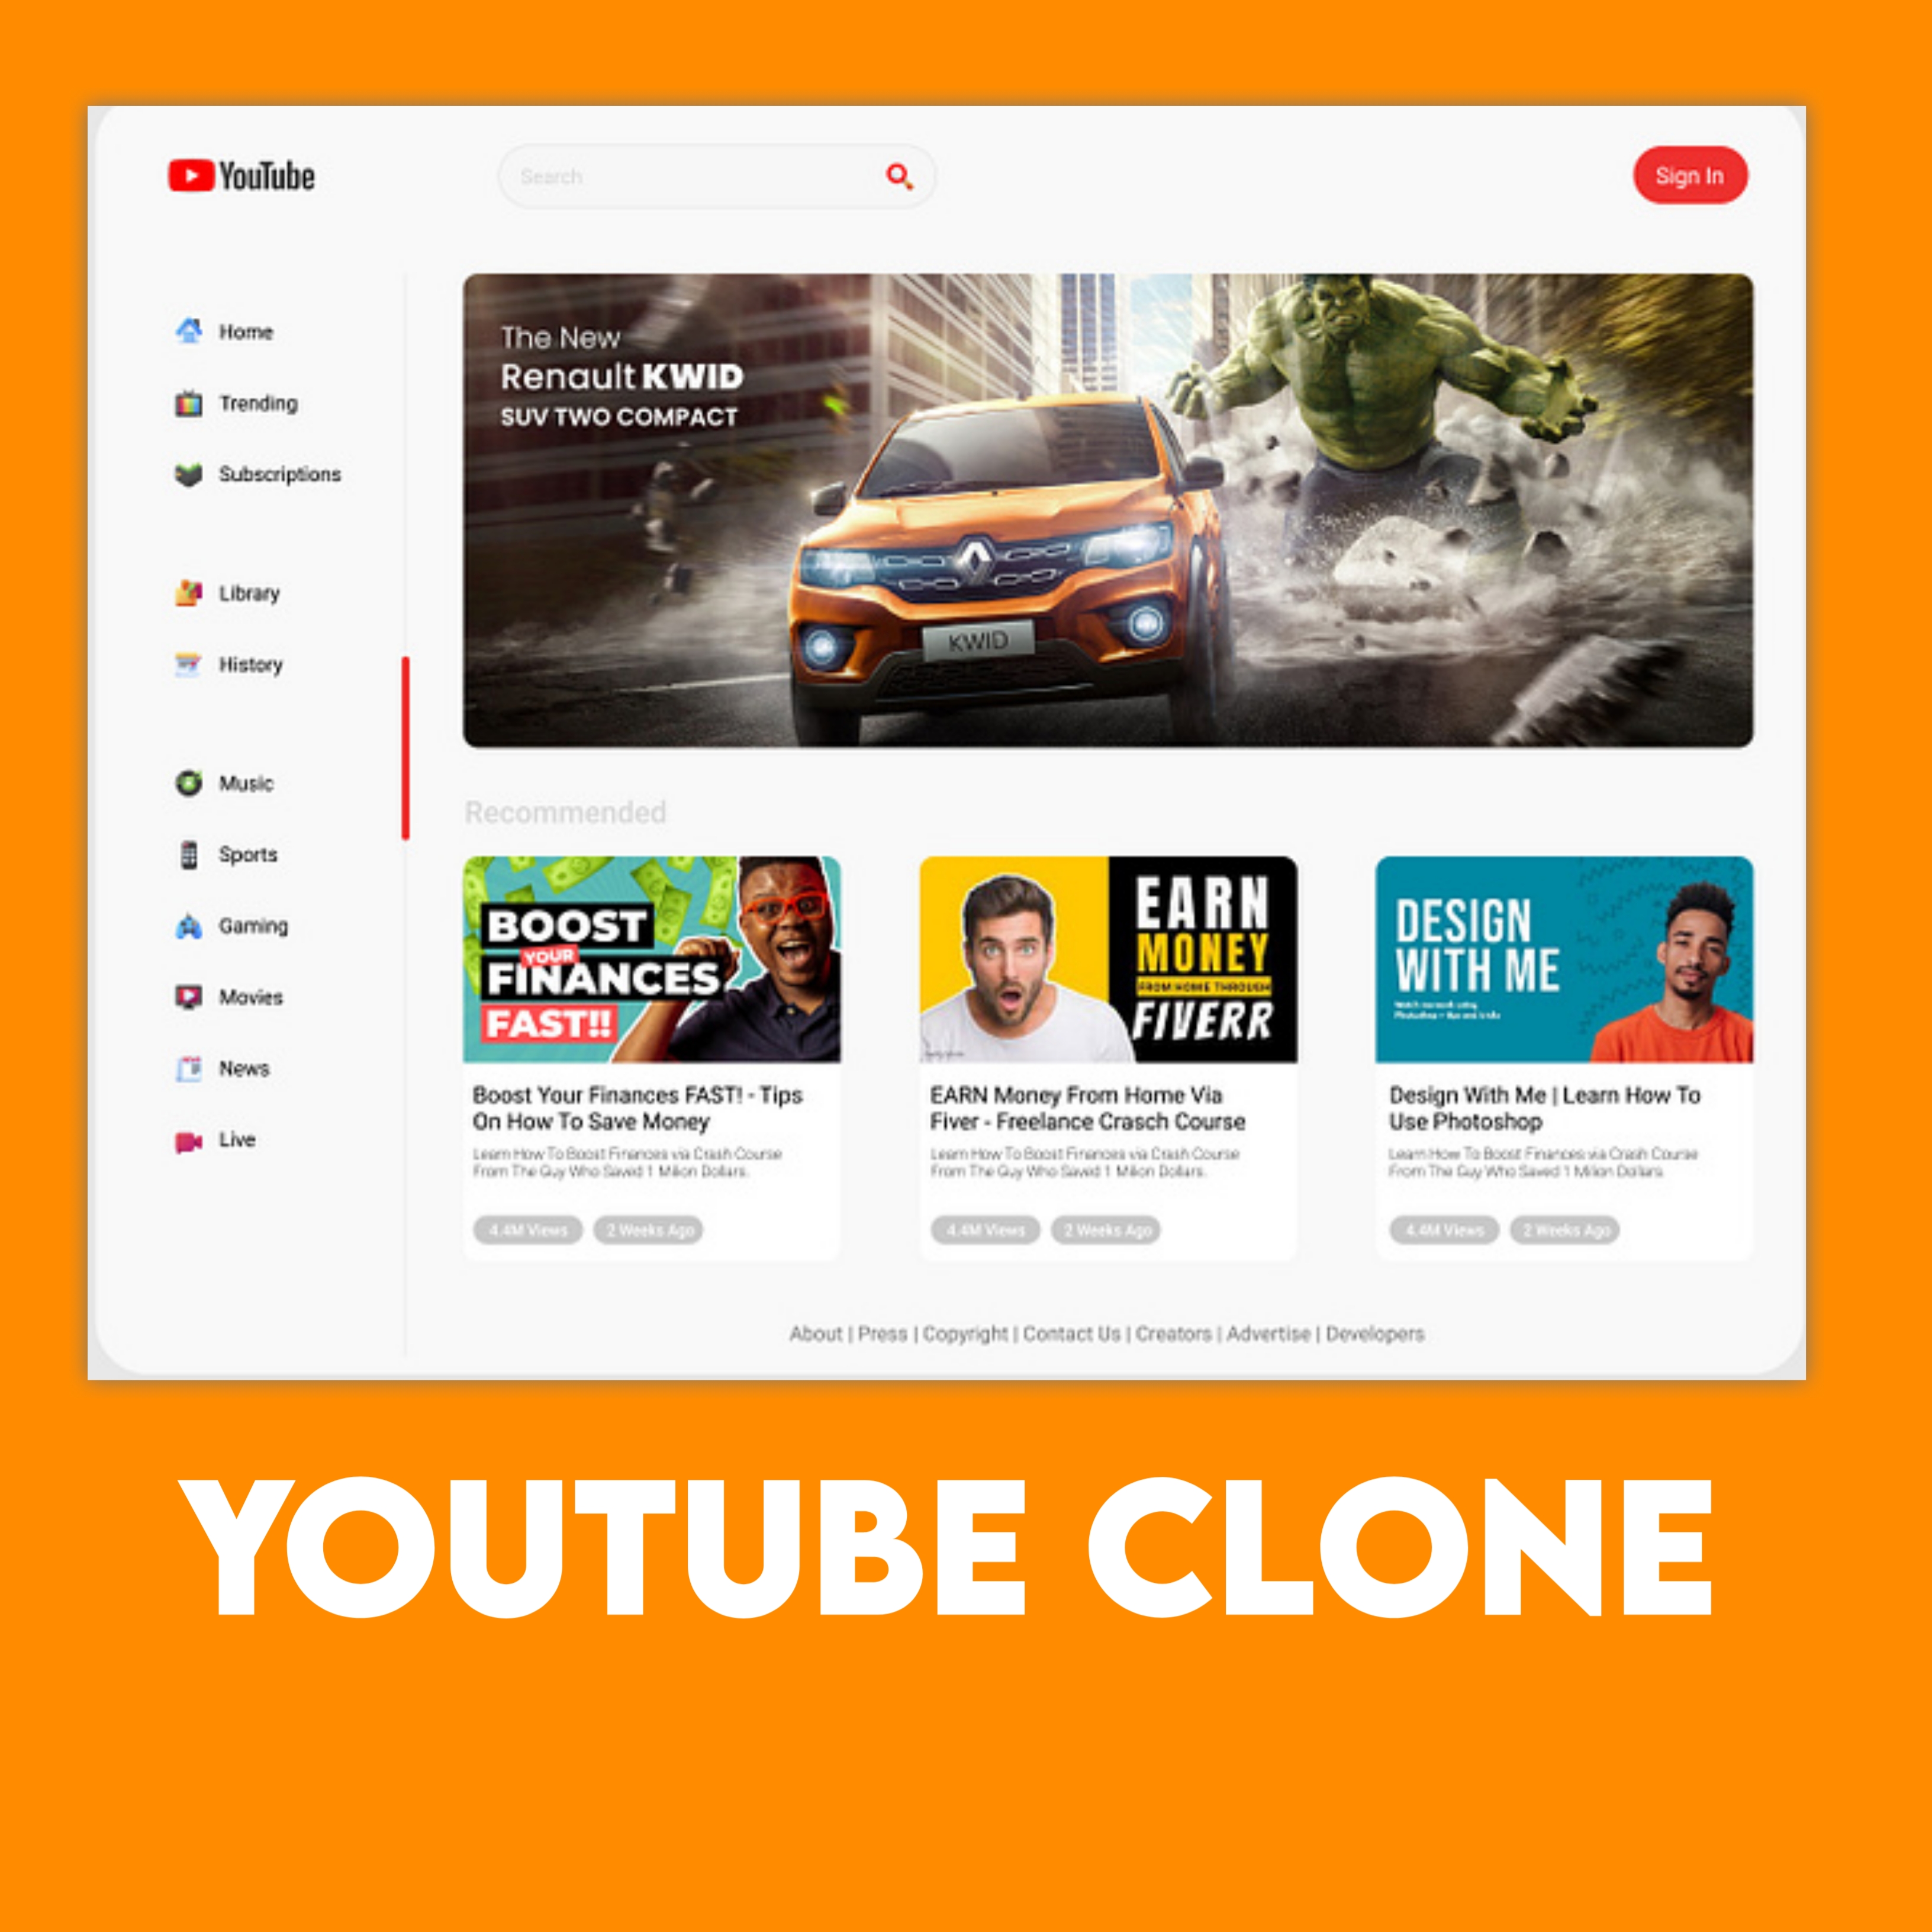 YouTube
Search
Sign In
Home
Trending
Subscriptions
Library
History
Music
Sports
Gaming
Movies
News
Live
The New
Renault KWID
SUV TWO COMPACT
KWID
Recommended
BOOST
YOUR
FINANCES
FAST!!
Boost Your Finances FAST! - Tips
On How To Save Money
Learn How To Boost Finances via Crash Course
From The Guy Who Saved 1 Milion Dollars.
4.4M Views
2 Weeks Ago
EARN
MONEY
FROM HOME THROUGH
FIVERR
EARN Money From Home Via
Fiver - Freelance Crasch Course
Learn How To Boost Finances via Crash Course
From The Guy Who Saved 1 Milion Dollars.
4.4M Views
2 Weeks Ago
DESIGN
WITH ME
Design With Me | Learn How To
Use Photoshop
Learn How To Boost Finances via Crash Course
From The Guy Who Saved 1 Milion Dollars.
4.4M Views
2 Weeks Ago
About | Press | Copyright | Contact Us | Creators | Advertise | Developers
YOUTUBE CLONE